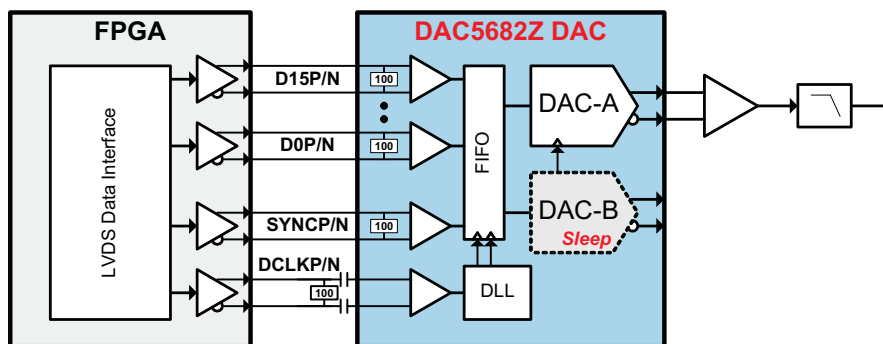 FPGA
DAC5682Z DAC
LVDS Data Interface
D15P/N
100
D0P/N
100
SYNCP/N
100
DCLKP/N
100
FIFO
DLL
DAC-A
DAC-B
Sleep